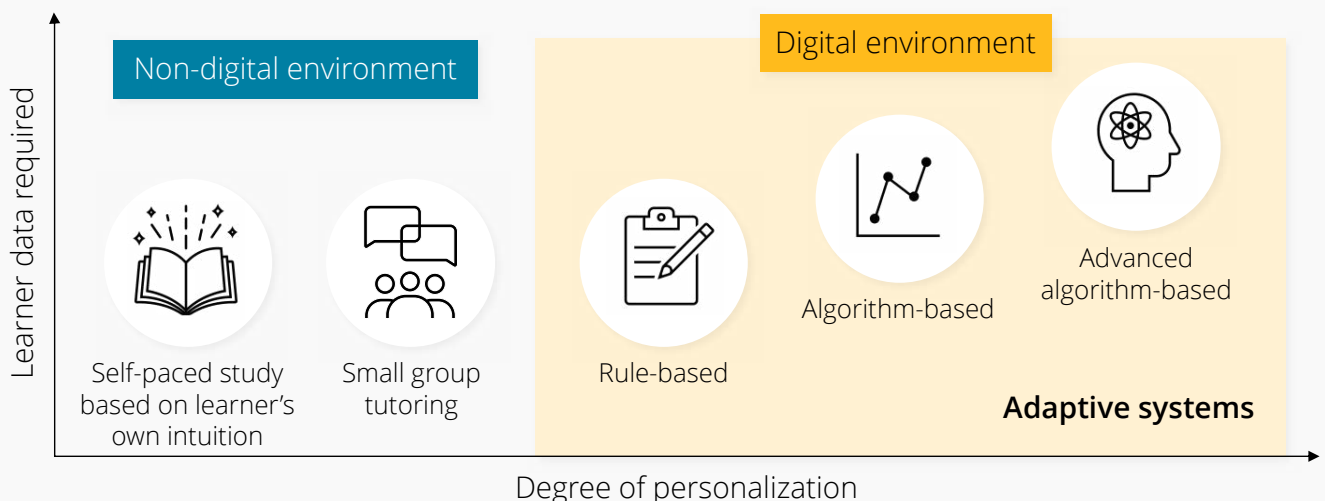 Digital environment
Non-digital environment
Learner data required
Self-paced study
based on learner's
own intuition
Small group
tutoring
Rule-based
Algorithm-based
Advanced
algorithm-based
Adaptive systems
Degree of personalization